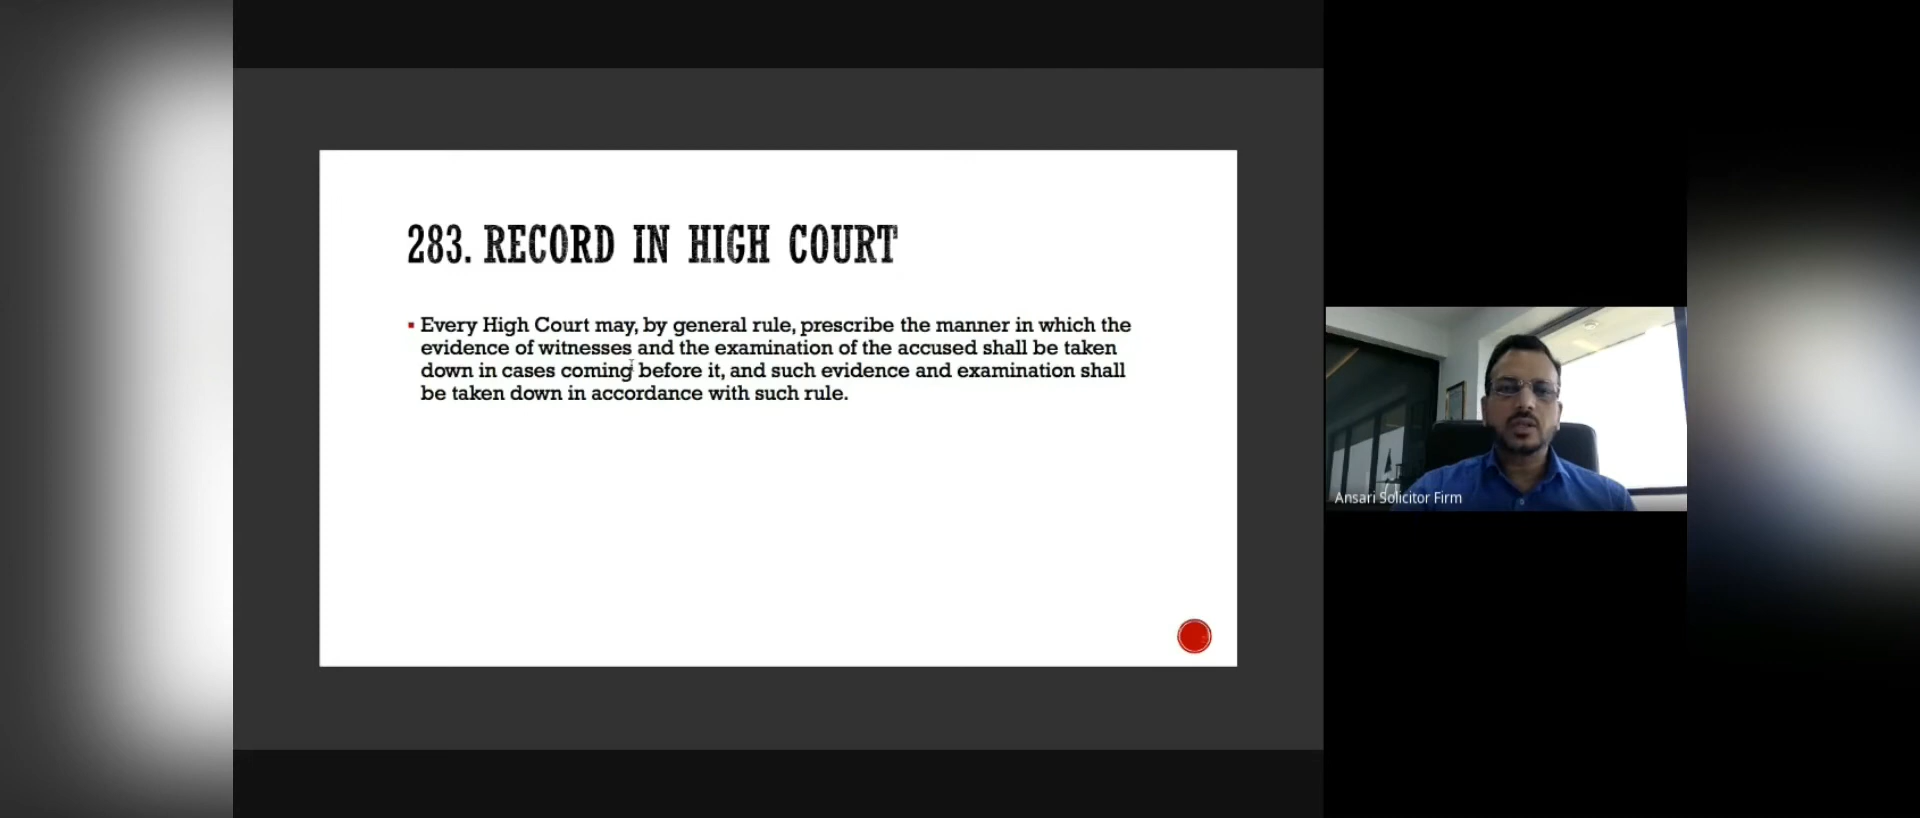 283. RECORD IN HIGH COURT
Every High Court may, by general rule, prescribe the manner in which the
evidence of witnesses and the examination of the accused shall be taken
down in cases coming before it, and such evidence and examination shall
be taken down in accordance with such rule.
Ansari Solicitor Firm